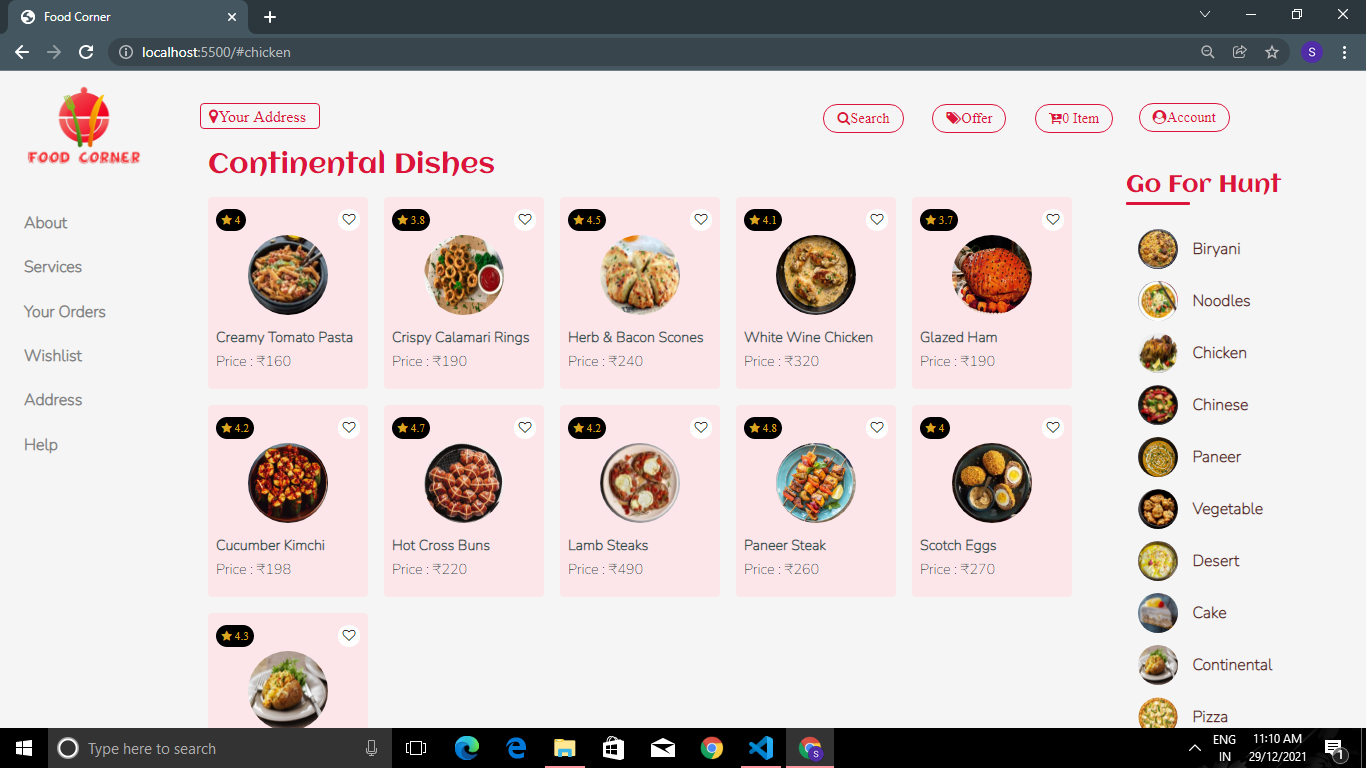 Food Corner
localhost:5500/#chicken
S
FOOD CORNER
Your Address
Search
Offer
0 Item
Account
About
Services
Your Orders
Wishlist
Address
Help
Continental Dishes
4
Creamy Tomato Pasta
Price : ₹160
3.8
Crispy Calamari Rings
Price : ₹190
4.5
Herb & Bacon Scones
Price : ₹240
4.1
White Wine Chicken
Price : ₹320
3.7
Glazed Ham
Price : ₹190
4.2
Cucumber Kimchi
Price : ₹198
4.7
Hot Cross Buns
Price : ₹220
4.2
Lamb Steaks
Price : ₹490
4.8
Paneer Steak
Price : ₹260
4
Scotch Eggs
Price : ₹270
4.3
Go For Hunt
Biryani
Noodles
Chicken
Chinese
Paneer
Vegetable
Desert
Cake
Continental
Pizza
Type here to search
S
ENG
IN
11:10 AM
29/12/2021
1